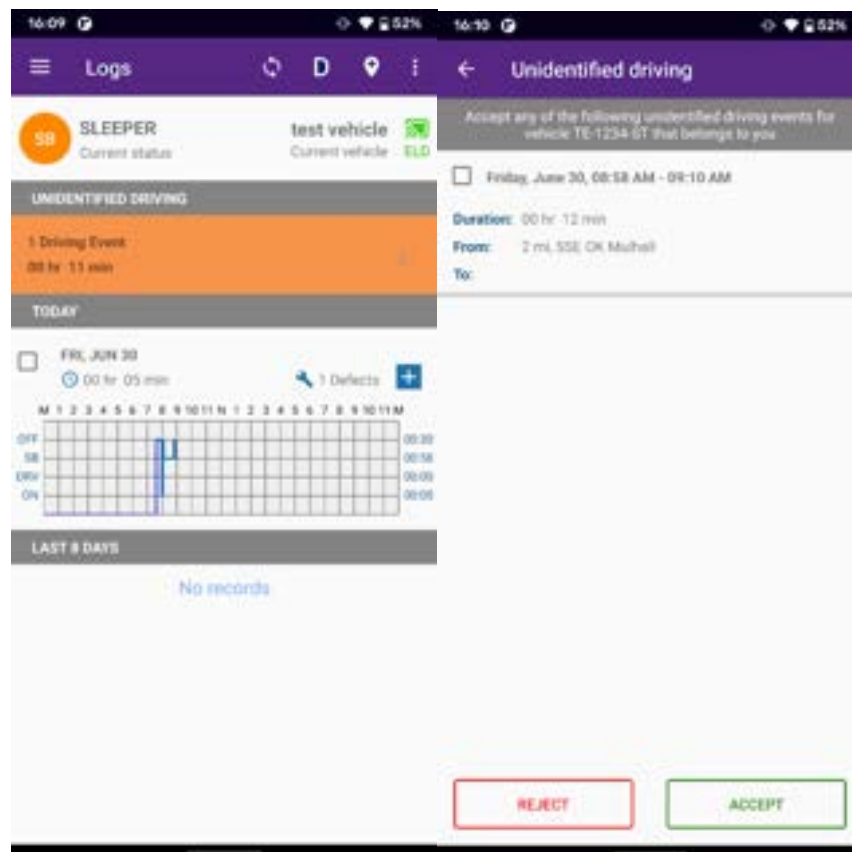 16:09 52%
Logs D
SB SLEEPER test vehicle
Current status Current vehicle ELD
UNIDENTIFIED DRIVING
1 Driving Event
00 hr 11 min
TODAY
FRI, JUN 30
00 hr 05 min 1 Defects
M 1 2 3 4 5 6 7 8 9 10 11 N 1 2 3 4 5 6 7 8 9 10 11 M
OFF 00:30
SB 00:58
DRV
ON
LAST 8 DAYS
No records
16:10 52%
Unidentified driving
Accept any of the following unidentified driving events for
vehicle TE-1234-ST that belongs to you
Friday, June 30, 08:58 AM - 09:10 AM
Duration: 00 hr 12 min
From: 2 mi, SSE, OK Mulhall
To:
REJECT ACCEPT